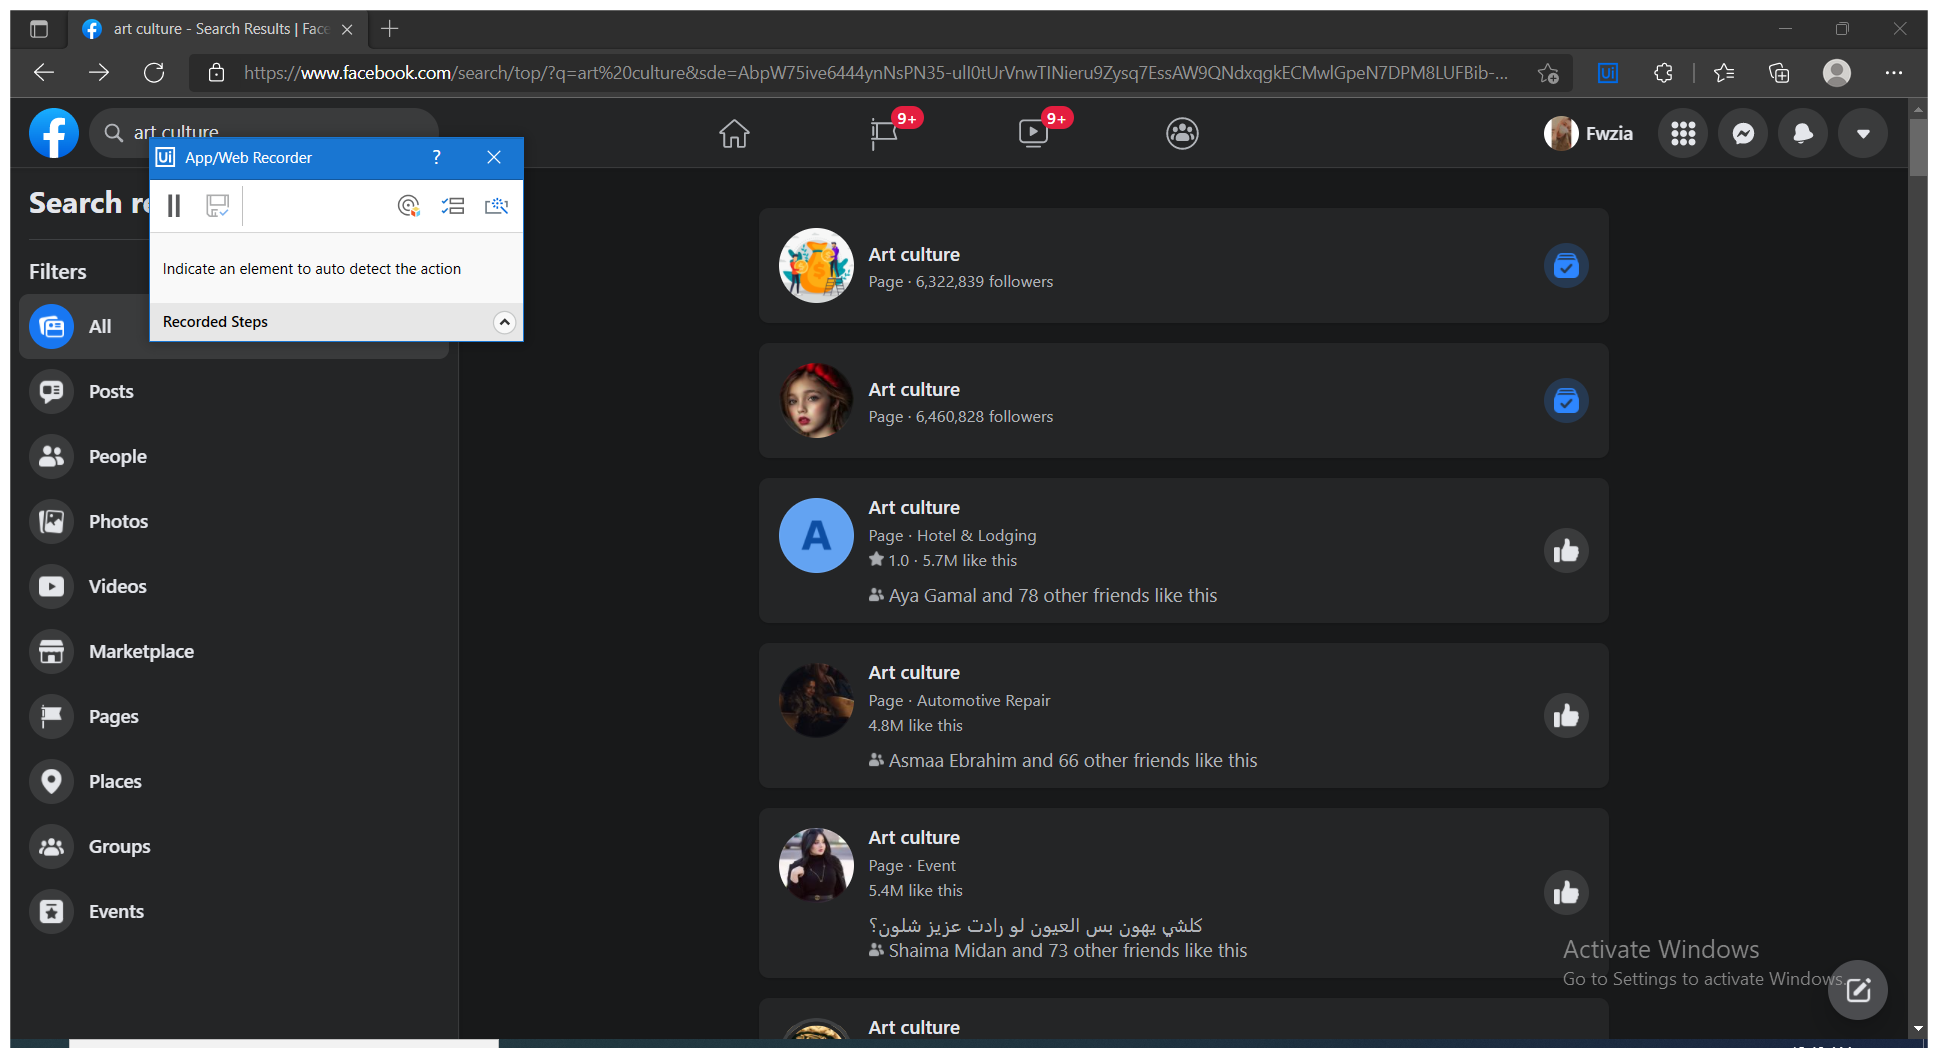 art culture - Search Results | Face
https://www.facebook.com/search/top/?q=art%20culture&sde=AbpW75ive6444ynNsPN35-ulI0tUrVnwTINieru9Zysq7EssAW9QNdxqgkECMwlGpeN7DPM8LUFBib-...
art culture
9+
9+
Fwzia
Ui App/Web Recorder ?
Indicate an element to auto detect the action
Recorded Steps
Search re
Filters
All
Posts
People
Photos
Videos
Marketplace
Pages
Places
Groups
Events
Art culture
Page · 6,322,839 followers
Art culture
Page · 6,460,828 followers
A
Art culture
Page · Hotel & Lodging
1.0 · 5.7M like this
Aya Gamal and 78 other friends like this
Art culture
Page · Automotive Repair
4.8M like this
Asmaa Ebrahim and 66 other friends like this
Art culture
Page · Event
5.4M like this
كلشي يهون بس العيون لو رادت عزيز شلون؟
Shaima Midan and 73 other friends like this
Art culture
Activate Windows
Go to Settings to activate Windows.